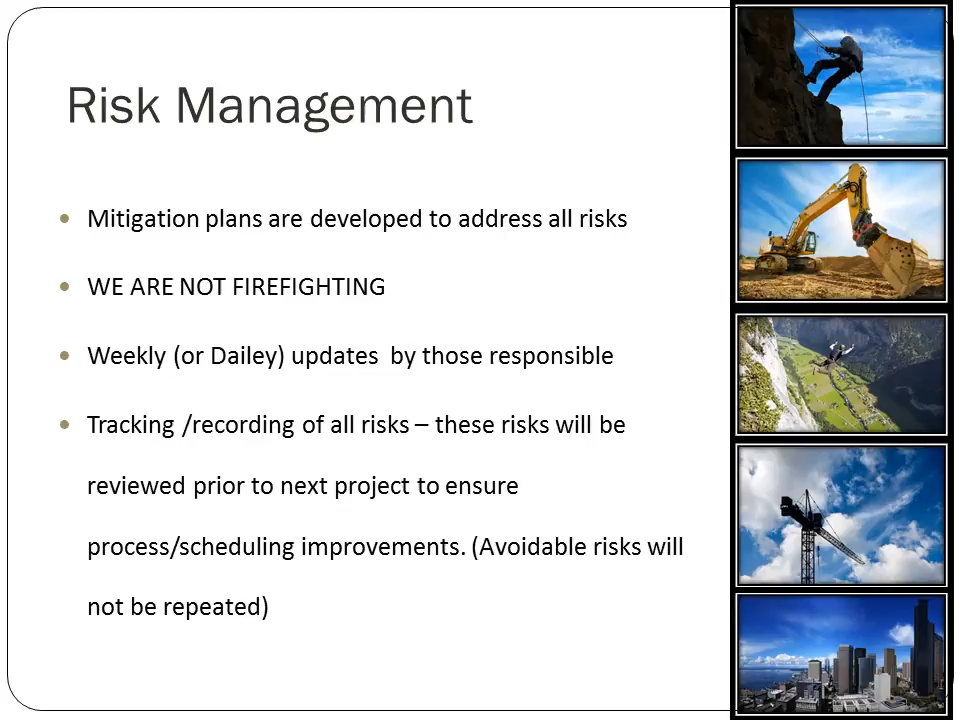 Risk Management
• Mitigation plans are developed to address all risks
• WE ARE NOT FIREFIGHTING
• Weekly (or Dailey) updates  by those responsible
• Tracking /recording of all risks – these risks will be
reviewed prior to next project to ensure
process/scheduling improvements. (Avoidable risks will
not be repeated)